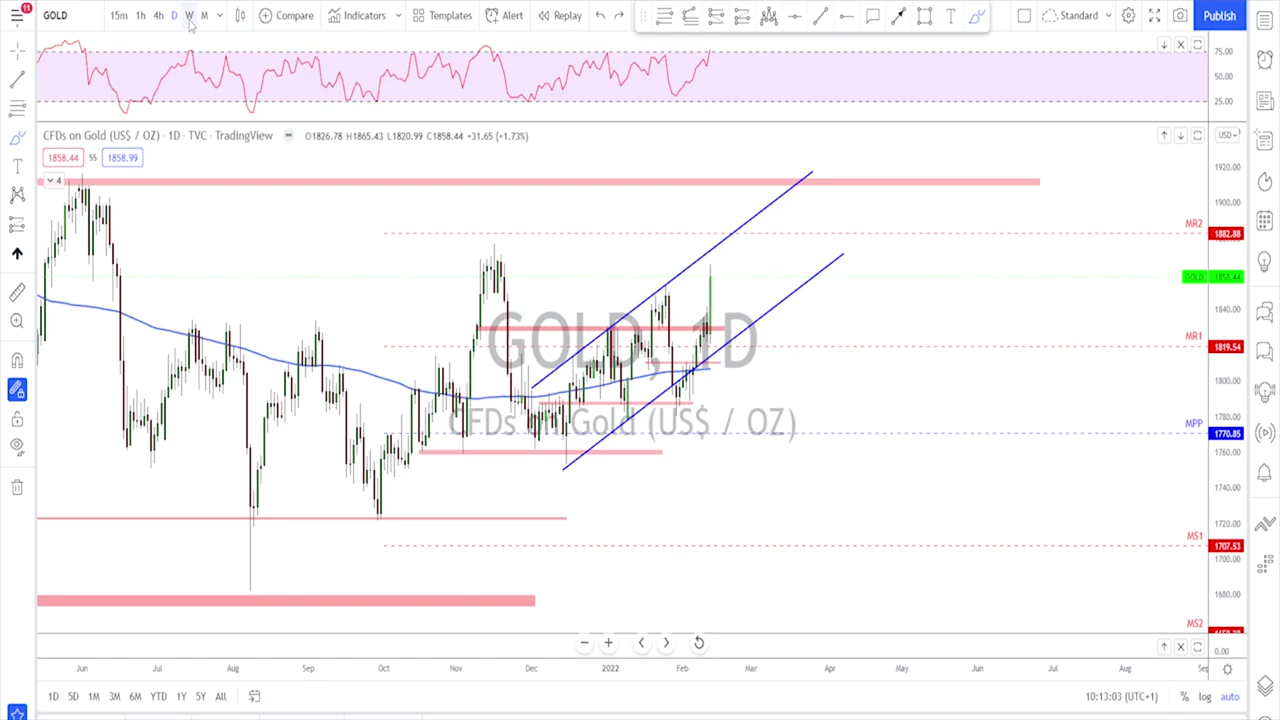 11
GOLD 15m 1h 4h D W M Compare Indicators Templates Alert Replay Standard Publish
75.00
50.00
25.00
CFDs on Gold (US$ / OZ) · 1D · TVC · TradingView O1826.78 H1865.43 L1820.99 C1858.44 +31.65 (+1.73%)
USD
1858.44 55 1858.99
4
1920.00
1900.00
MR2 1882.88
GOLD 1858.44
1840.00
MR1 1819.54
GOLD, 1D
1800.00
1780.00
CFDs on Gold (US$ / OZ)
MPP 1770.85
1760.00
1740.00
1720.00
MS1 1707.53
1700.00
1680.00
MS2
0.00
Jun Jul Aug Sep Oct Nov Dec 2022 Feb Mar Apr May Jun Jul Aug
1D 5D 1M 3M 6M YTD 1Y 5Y All 10:13:03 (UTC+1) % log auto